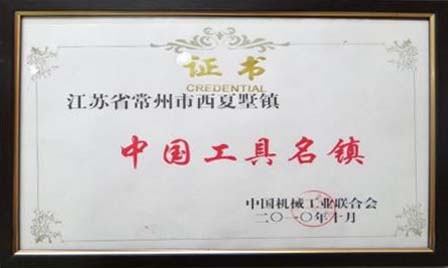 证书
CREDENTIAL
江苏省常州市西夏墅镇
中国工具名镇
中国机械工业联合会
二〇一〇年十月